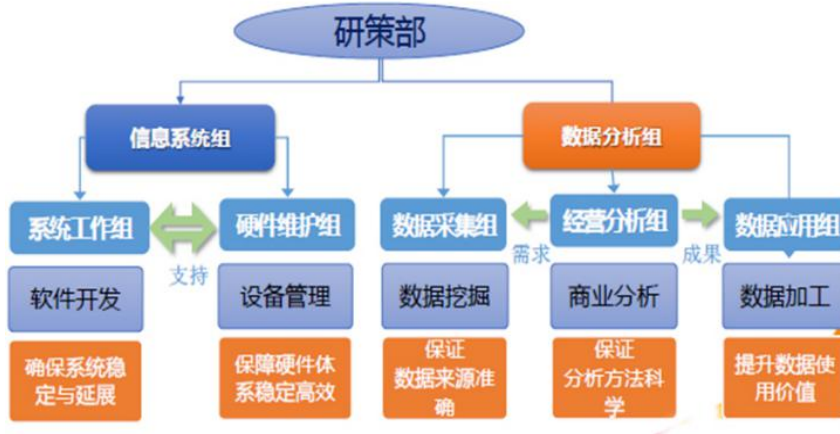 研策部
信息系统组
数据分析组
系统工作组
硬件维护组
数据采集组
经营分析组
数据应用组
支持
需求
成果
软件开发
设备管理
数据挖掘
商业分析
数据加工
确保系统稳
定与延展
保障硬件体
系稳定高效
保证
数据来源准
确
保证
分析方法科
学
提升数据使
用价值